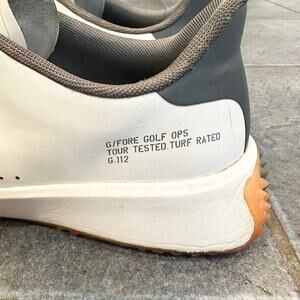 G/FORE GOLF OPS
TOUR TESTED.TURF RATED
G.112